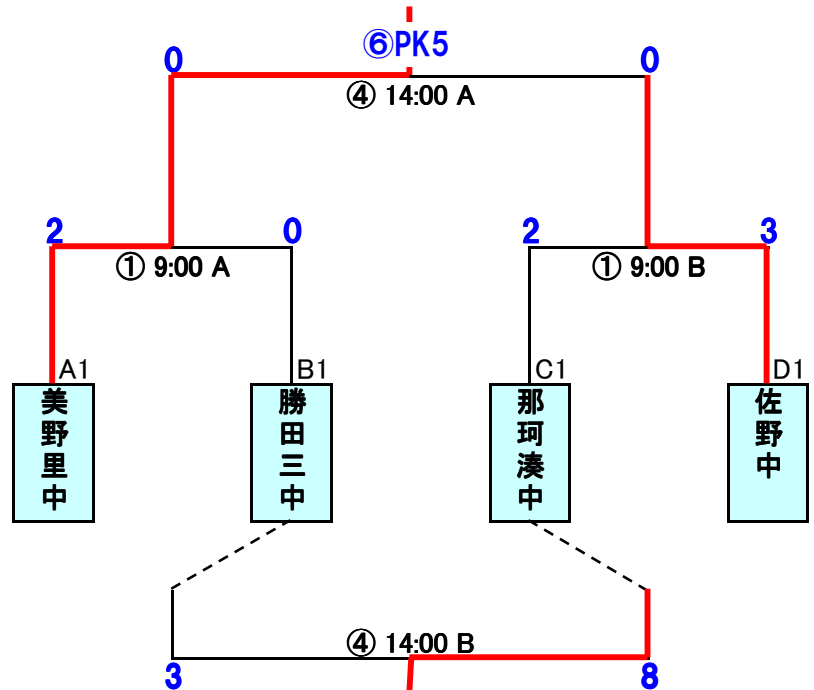 ⑥PK5
0
0
④ 14:00 A
2
0
2
3
① 9:00 A
① 9:00 B
A1
B1
C1
D1
美野里中
勝田三中
那珂湊中
佐野中
④ 14:00 B
3
8